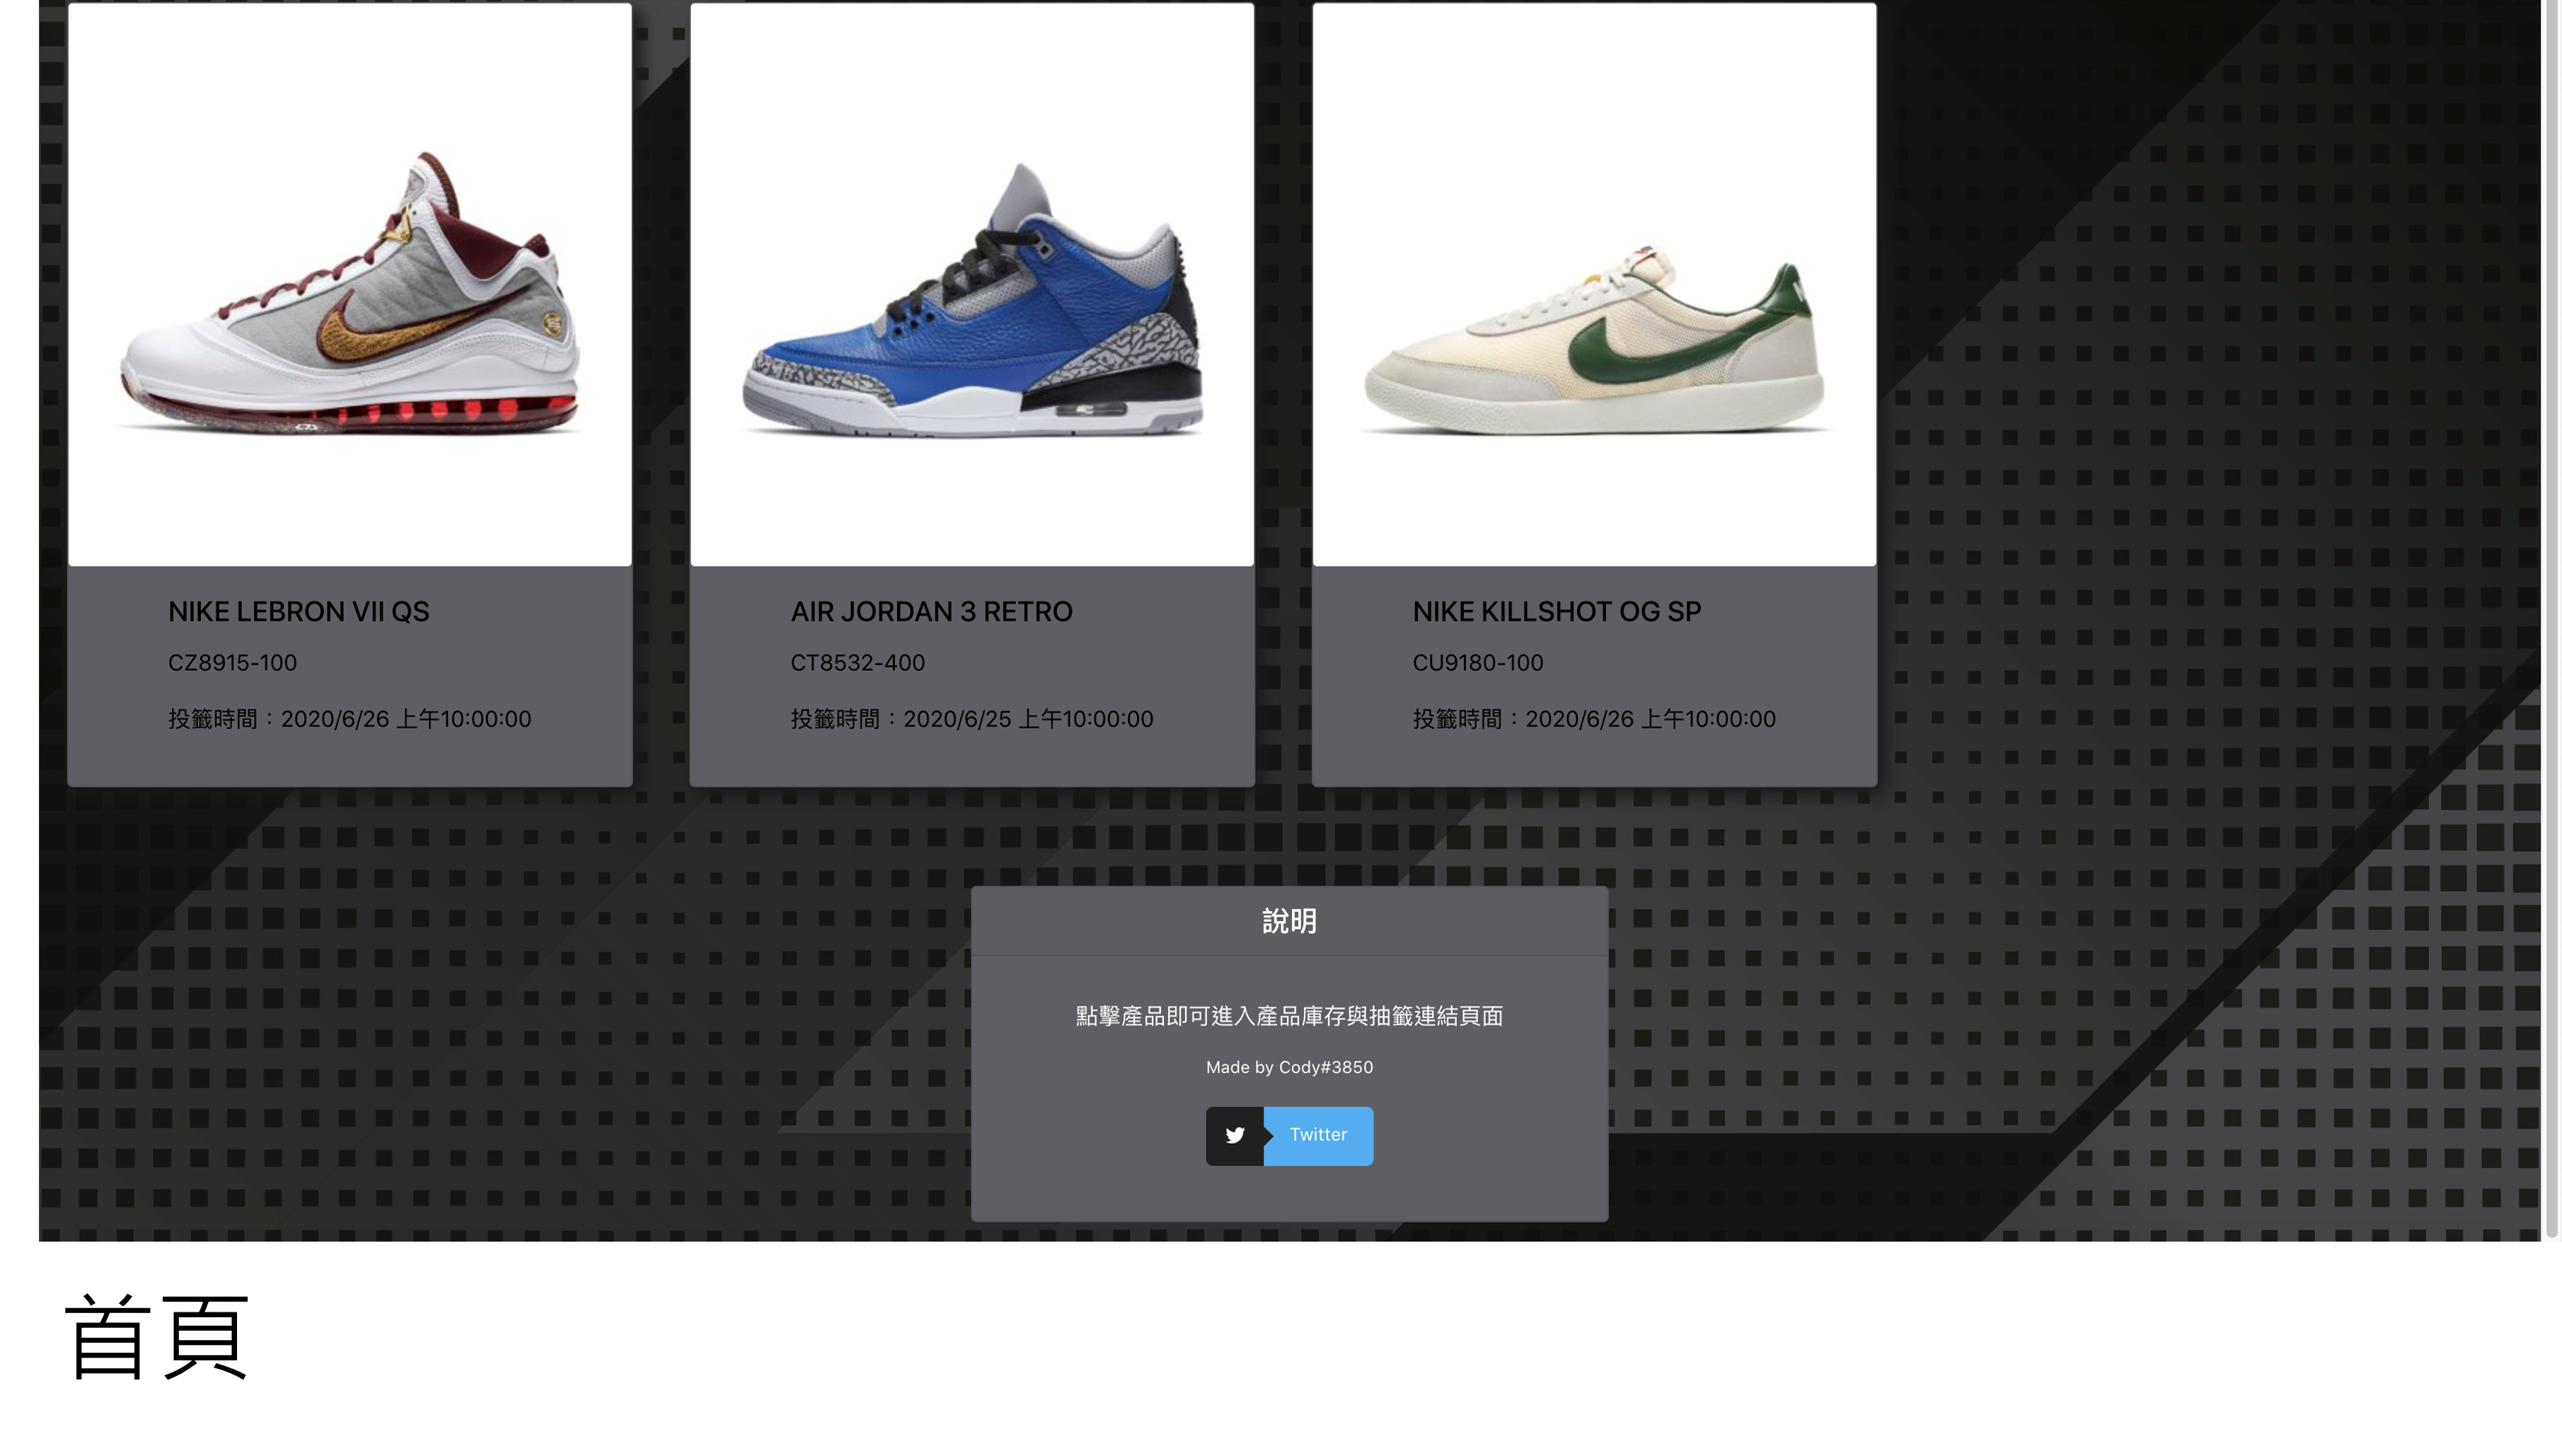 NIKE LEBRON VII QS
CZ8915-100
投籤時間：2020/6/26 上午10:00:00
AIR JORDAN 3 RETRO
CT8532-400
投籤時間：2020/6/25 上午10:00:00
NIKE KILLSHOT OG SP
CU9180-100
投籤時間：2020/6/26 上午10:00:00
說明
點擊產品即可進入產品庫存與抽籤連結頁面
Made by Cody#3850
Twitter
首頁